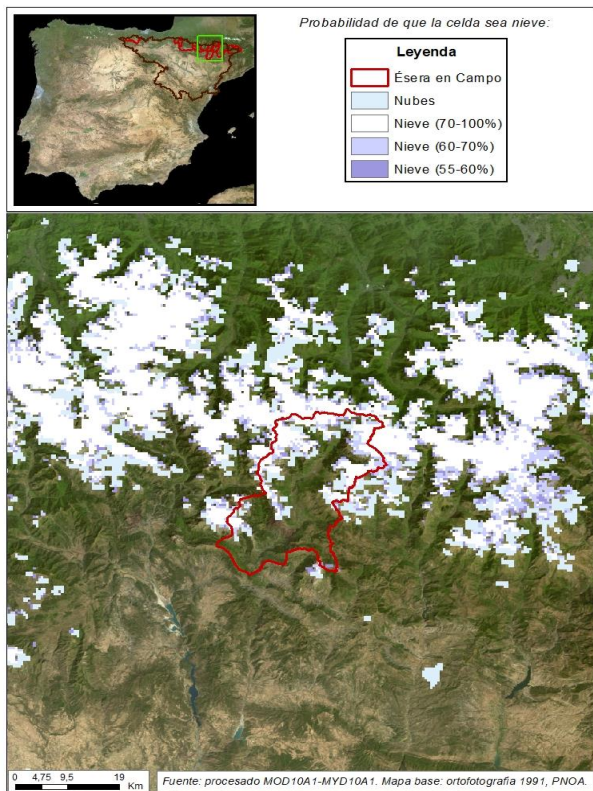 Probabilidad de que la celda sea nieve:
Leyenda
Ésera en Campo
Nubes
Nieve (70-100%)
Nieve (60-70%)
Nieve (55-60%)
0 4,75 9,5 19
Km
Fuente: procesado MOD10A1-MYD10A1. Mapa base: ortofotografía 1991, PNOA.